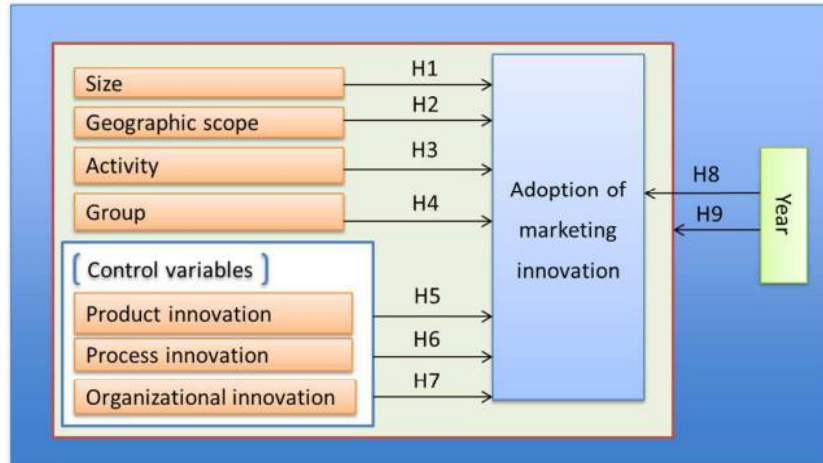 Size
H1
Geographic scope
H2
Activity
H3
Group
H4
Control variables
Product innovation
H5
Process innovation
H6
Organizational innovation
H7
Adoption of
marketing
innovation
H8
H9
Year